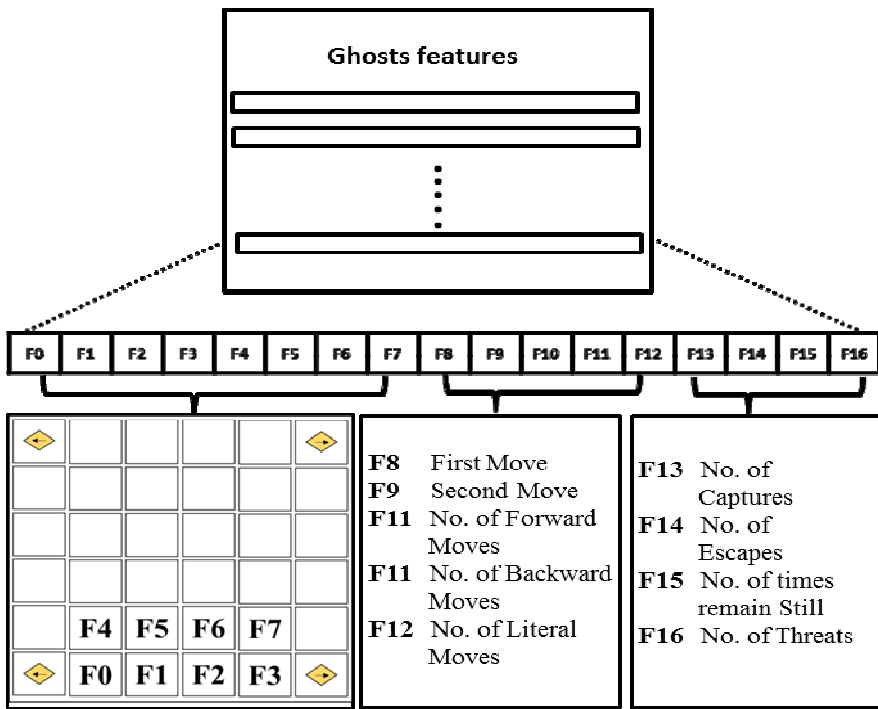 Ghosts features
F0 F1 F2 F3 F4 F5 F6 F7 F8 F9 F10 F11 F12 F13 F14 F15 F16
F4 F5 F6 F7
F0 F1 F2 F3
F8 First Move
F9 Second Move
F11 No. of Forward
Moves
F11 No. of Backward
Moves
F12 No. of Literal
Moves
F13 No. of
Captures
F14 No. of
Escapes
F15 No. of times
remain Still
F16 No. of Threats